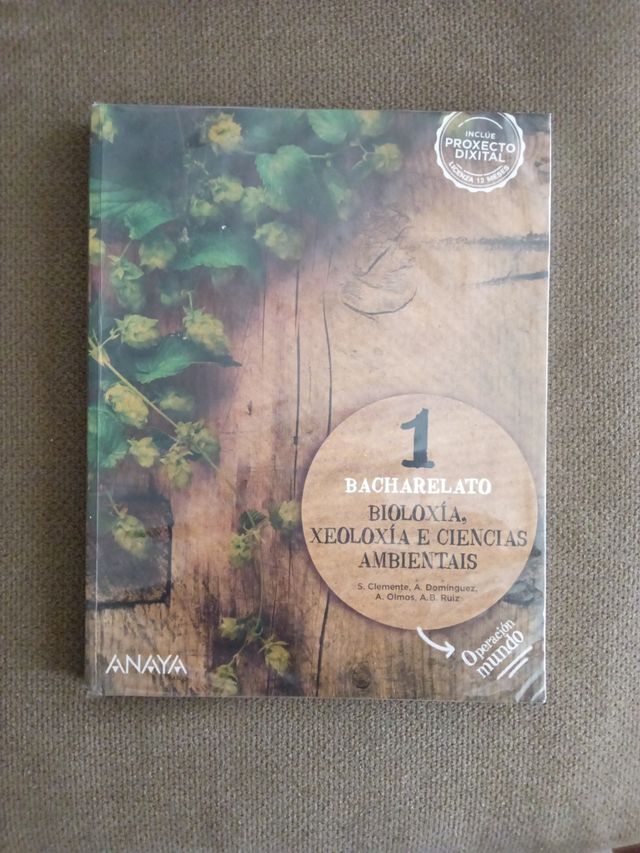 INCLÚE
PROXECTO
DIXITAL
LICENZA 12 MESES
1
BACHARELATO
BIOLOXÍA,
XEOLOXÍA E CIENCIAS
AMBIENTAIS
S. Clemente, A. Domínguez,
A. Olmos, A.B. Ruiz
Operación
mundo
ANAYA